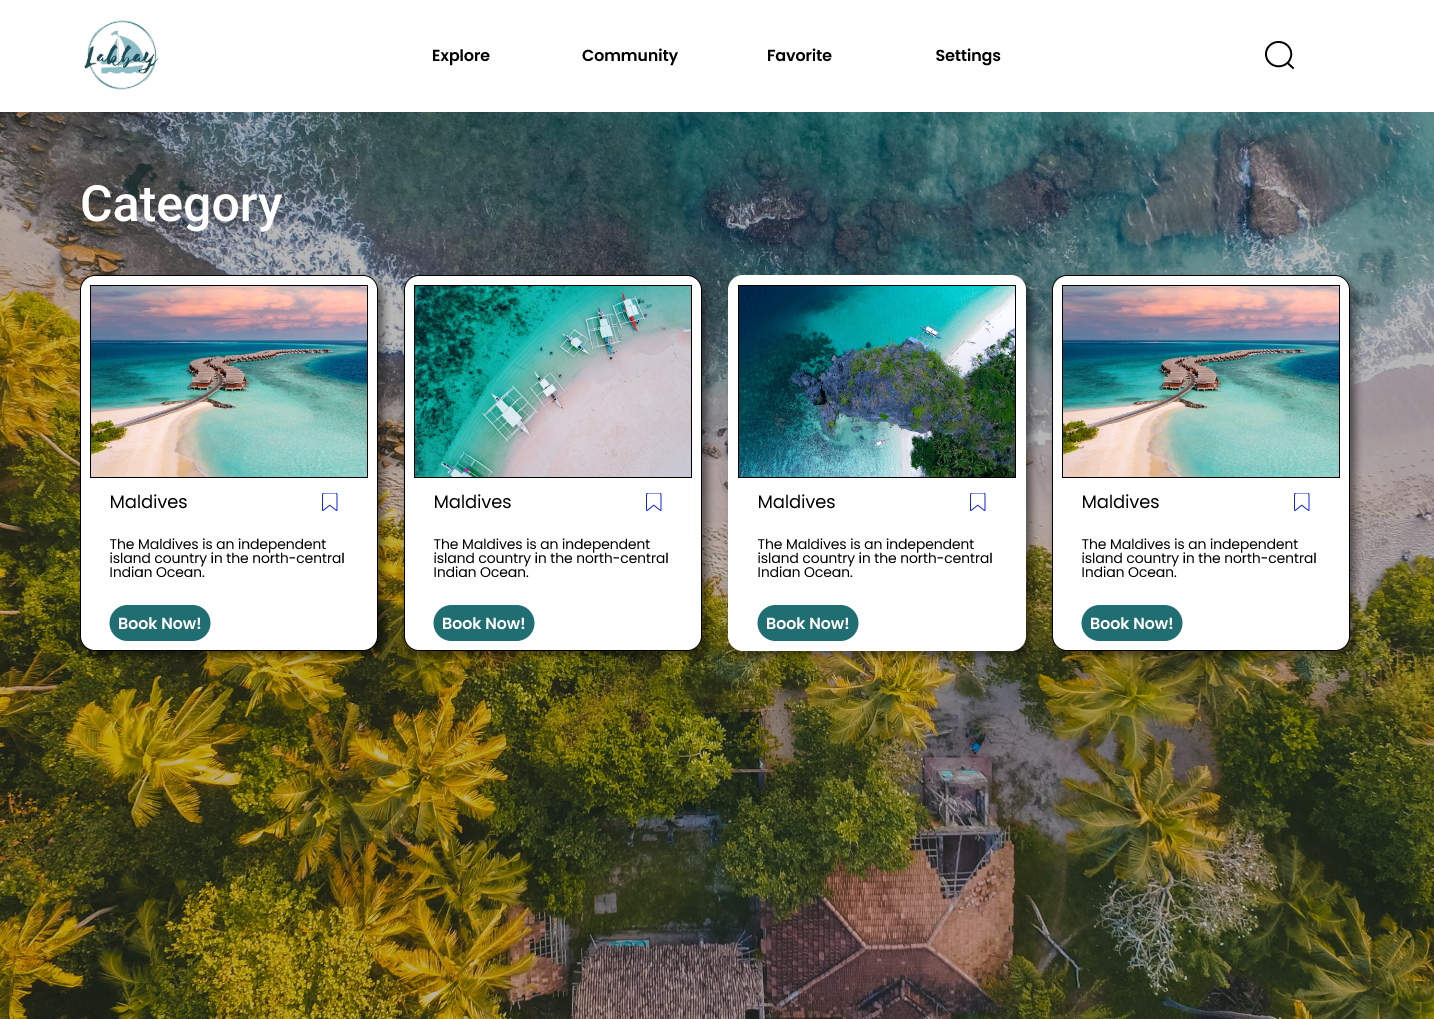 Lakbay
Explore
Community
Favorite
Settings
Category
Maldives
The Maldives is an independent
island country in the north-central
Indian Ocean.
Book Now!
Maldives
The Maldives is an independent
island country in the north-central
Indian Ocean.
Book Now!
Maldives
The Maldives is an independent
island country in the north-central
Indian Ocean.
Book Now!
Maldives
The Maldives is an independent
island country in the north-central
Indian Ocean.
Book Now!